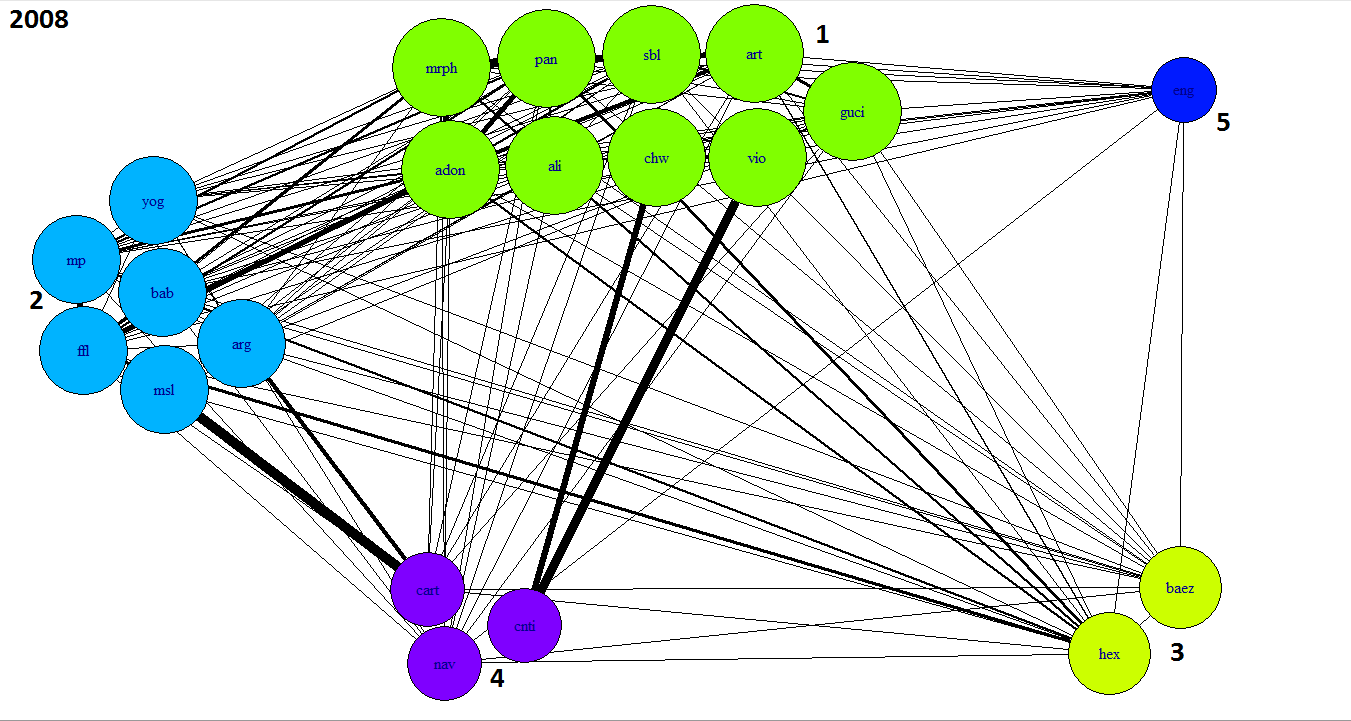 2008
mrph
pan
sbl
art
1
guci
eng
5
adon
ali
chw
vio
yog
mp
2
bab
ffl
arg
msl
cart
cnti
nav
4
baez
hex
3